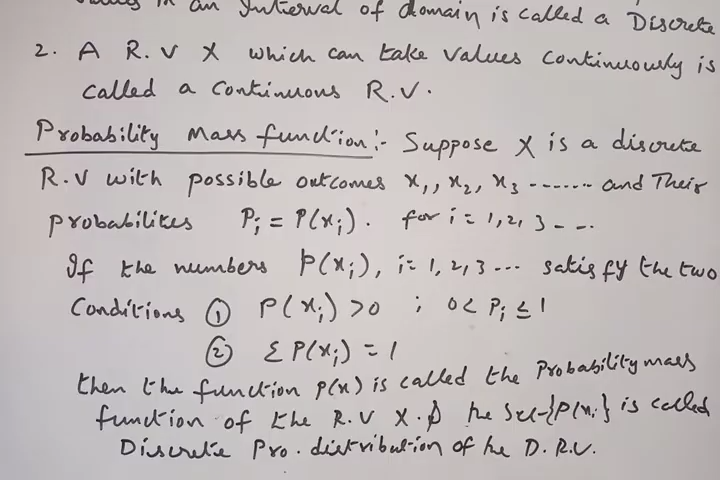 values in an Interval of domain is called a Discrete
2. A R.V X which can take values continuously is
called a continuous R.V.
Probability Mass function:- Suppose X is a discrete
R.V with possible outcomes x₁, x₂, x₃ ....... and Their
probabilites Pᵢ = P(xᵢ). for i = 1, 2, 3 - -.
If the numbers P(xᵢ), i = 1, 2, 3 ... satisfy the two
Conditions ① P(xᵢ) > 0 ; 0 < Pᵢ ≤ 1
② Σ P(xᵢ) = 1
then the function p(x) is called the Probability mass
function of the R.V X. & the Set {P(xᵢ} is called
Discrete Pro. distribution of the D.R.V.